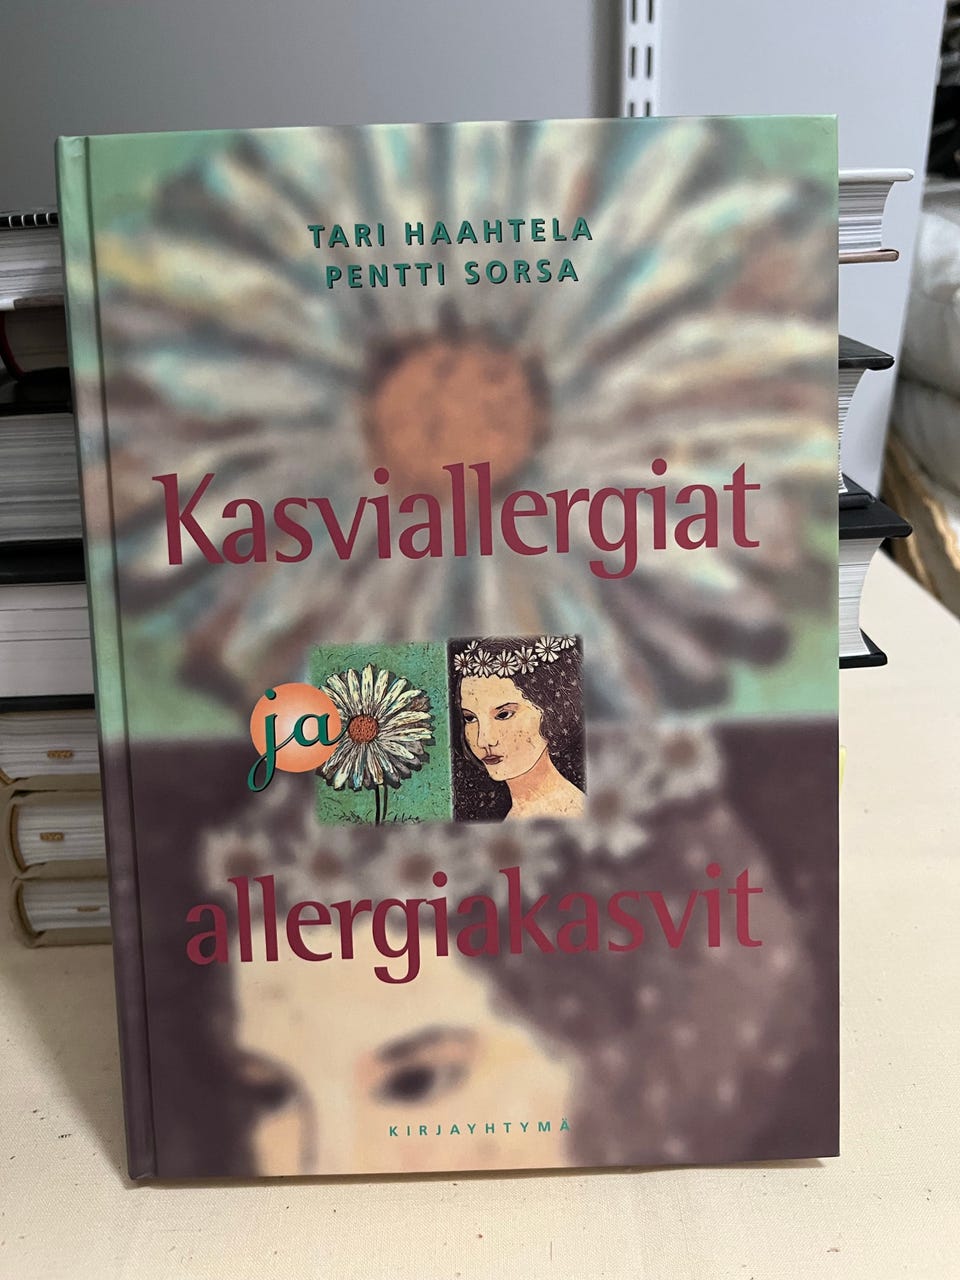 TARI HAAHTELA
PENTTI SORSA
Kasviallergiat
ja
allergiakasvit
KIRJAYHTYMÄ